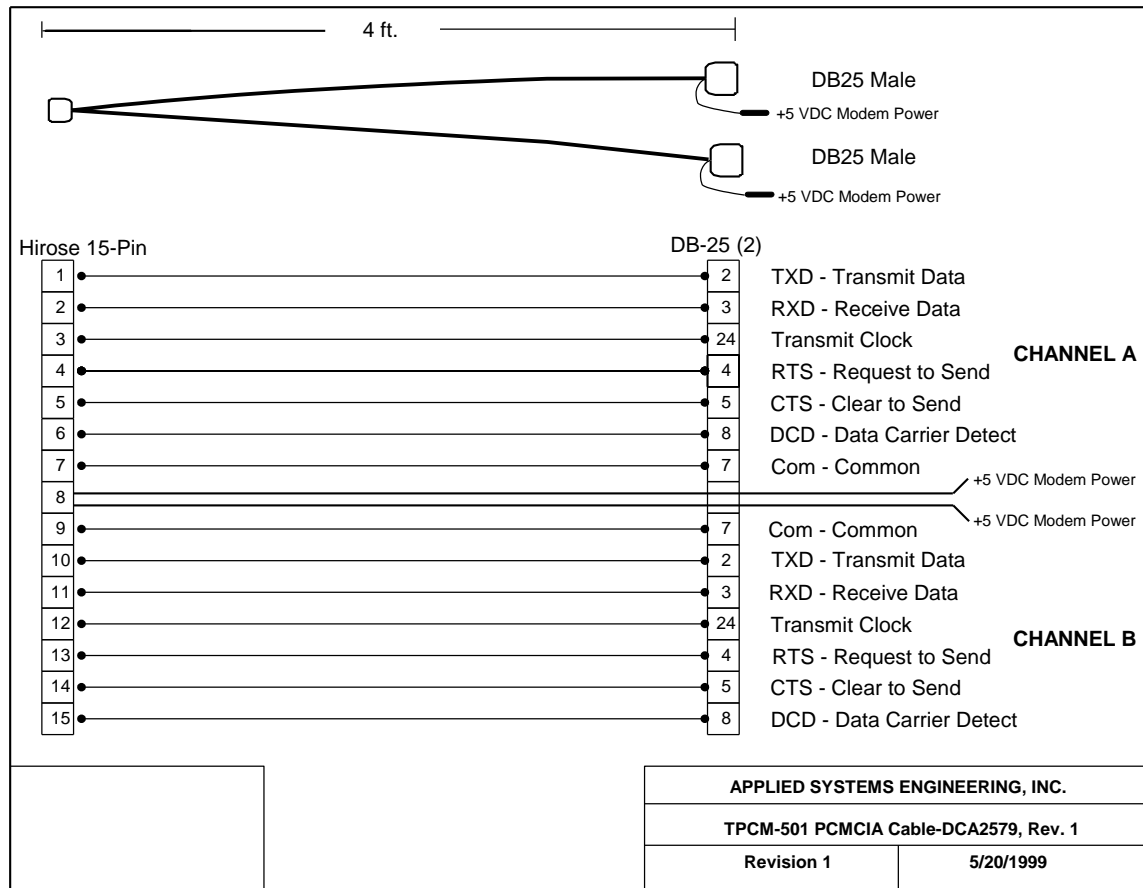 4 ft.
DB25 Male
+5 VDC Modem Power
DB25 Male
+5 VDC Modem Power
Hirose 15-Pin DB-25 (2)
1 2 TXD - Transmit Data
2 3 RXD - Receive Data
3 24 Transmit Clock
CHANNEL A
4 4 RTS - Request to Send
5 5 CTS - Clear to Send
6 8 DCD - Data Carrier Detect
7 7 Com - Common
+5 VDC Modem Power
8
+5 VDC Modem Power
9 7 Com - Common
10 2 TXD - Transmit Data
11 3 RXD - Receive Data
12 24 Transmit Clock
CHANNEL B
13 4 RTS - Request to Send
14 5 CTS - Clear to Send
15 8 DCD - Data Carrier Detect
APPLIED SYSTEMS ENGINEERING, INC.
TPCM-501 PCMCIA Cable-DCA2579, Rev. 1
Revision 1 5/20/1999